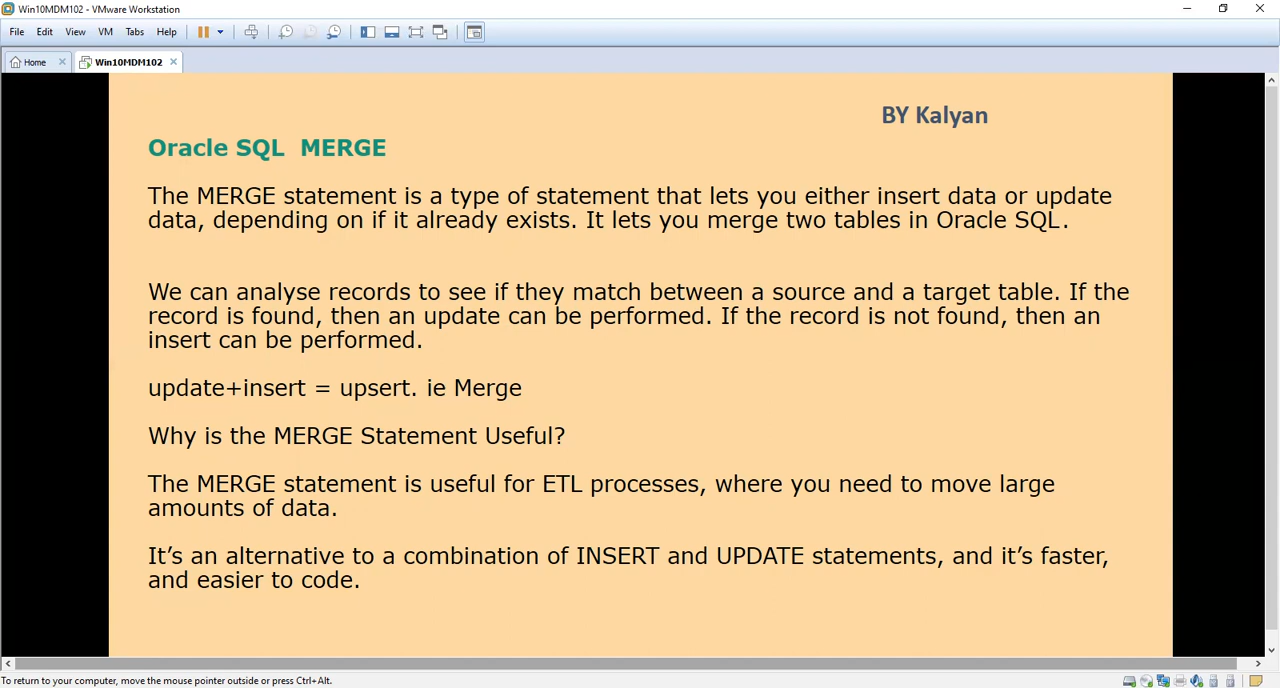 Win10MDM102 - VMware Workstation
File Edit View VM Tabs Help
Home Win10MDM102
BY Kalyan
Oracle SQL MERGE
The MERGE statement is a type of statement that lets you either insert data or update
data, depending on if it already exists. It lets you merge two tables in Oracle SQL.
We can analyse records to see if they match between a source and a target table. If the
record is found, then an update can be performed. If the record is not found, then an
insert can be performed.
update+insert = upsert. ie Merge
Why is the MERGE Statement Useful?
The MERGE statement is useful for ETL processes, where you need to move large
amounts of data.
It’s an alternative to a combination of INSERT and UPDATE statements, and it’s faster,
and easier to code.
To return to your computer, move the mouse pointer outside or press Ctrl+Alt.